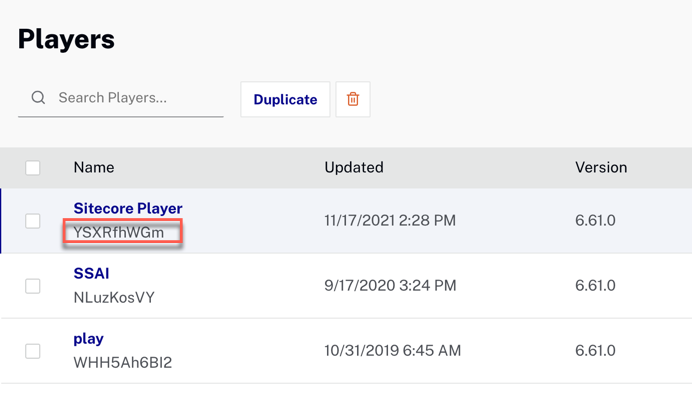 Players
Search Players...
Duplicate
Name Updated Version
Sitecore Player
YSXRfhWGm
11/17/2021 2:28 PM 6.61.0
SSAI
NLuzKosVY
9/17/2020 3:24 PM 6.61.0
play
WHH5Ah6BI2
10/31/2019 6:45 AM 6.61.0